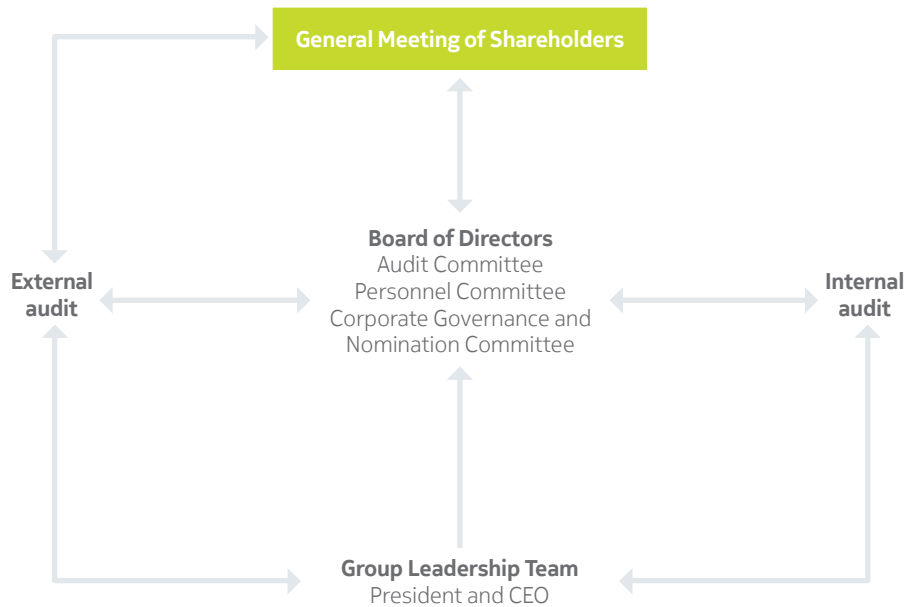 General Meeting of Shareholders
Board of Directors
Audit Committee
Personnel Committee
Corporate Governance and
Nomination Committee
External
audit
Internal
audit
Group Leadership Team
President and CEO